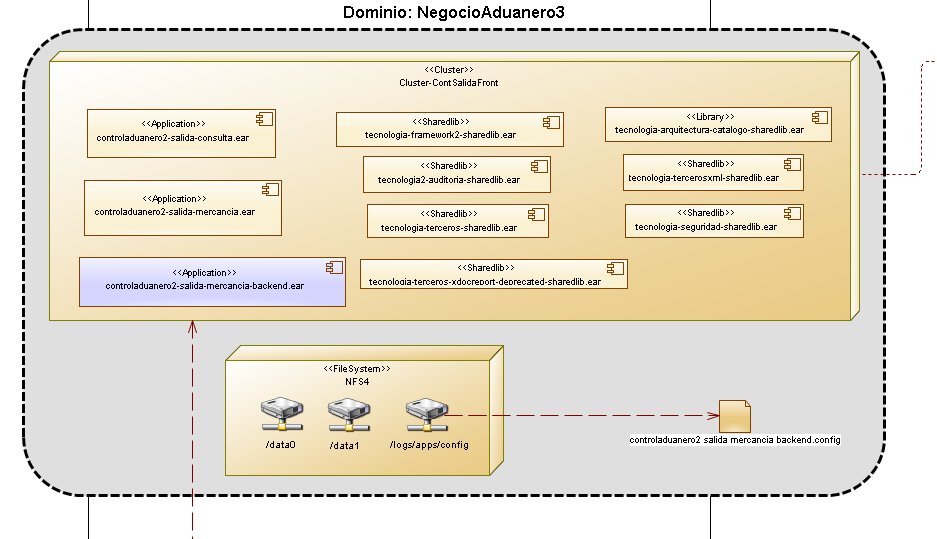 Dominio: NegocioAduanero3
<<Cluster>>
Cluster-ContSalidaFront
<<Application>>
controladuanero2-salida-consulta.ear
<<Application>>
controladuanero2-salida-mercancia.ear
<<Application>>
controladuanero2-salida-mercancia-backend.ear
<<Sharedlib>>
tecnologia-framework2-sharedlib.ear
<<Sharedlib>>
tecnologia2-auditoria-sharedlib.ear
<<Sharedlib>>
tecnologia-terceros-sharedlib.ear
<<Sharedlib>>
tecnologia-terceros-xdocreport-deprecated-sharedlib.ear
<<Library>>
tecnologia-arquitectura-catalogo-sharedlib.ear
<<Sharedlib>>
tecnologia-tercerosxml-sharedlib.ear
<<Sharedlib>>
tecnologia-seguridad-sharedlib.ear
<<FileSystem>>
NFS4
/data0
/data1
/logs/apps/config
controladuanero2 salida mercancia backend.config